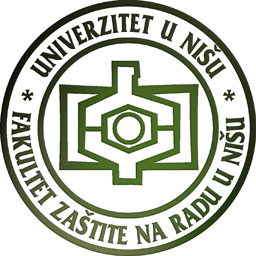 UNIVERZITET U NIŠU
* FAKULTET ZAŠTITE NA RADU U NIŠU *